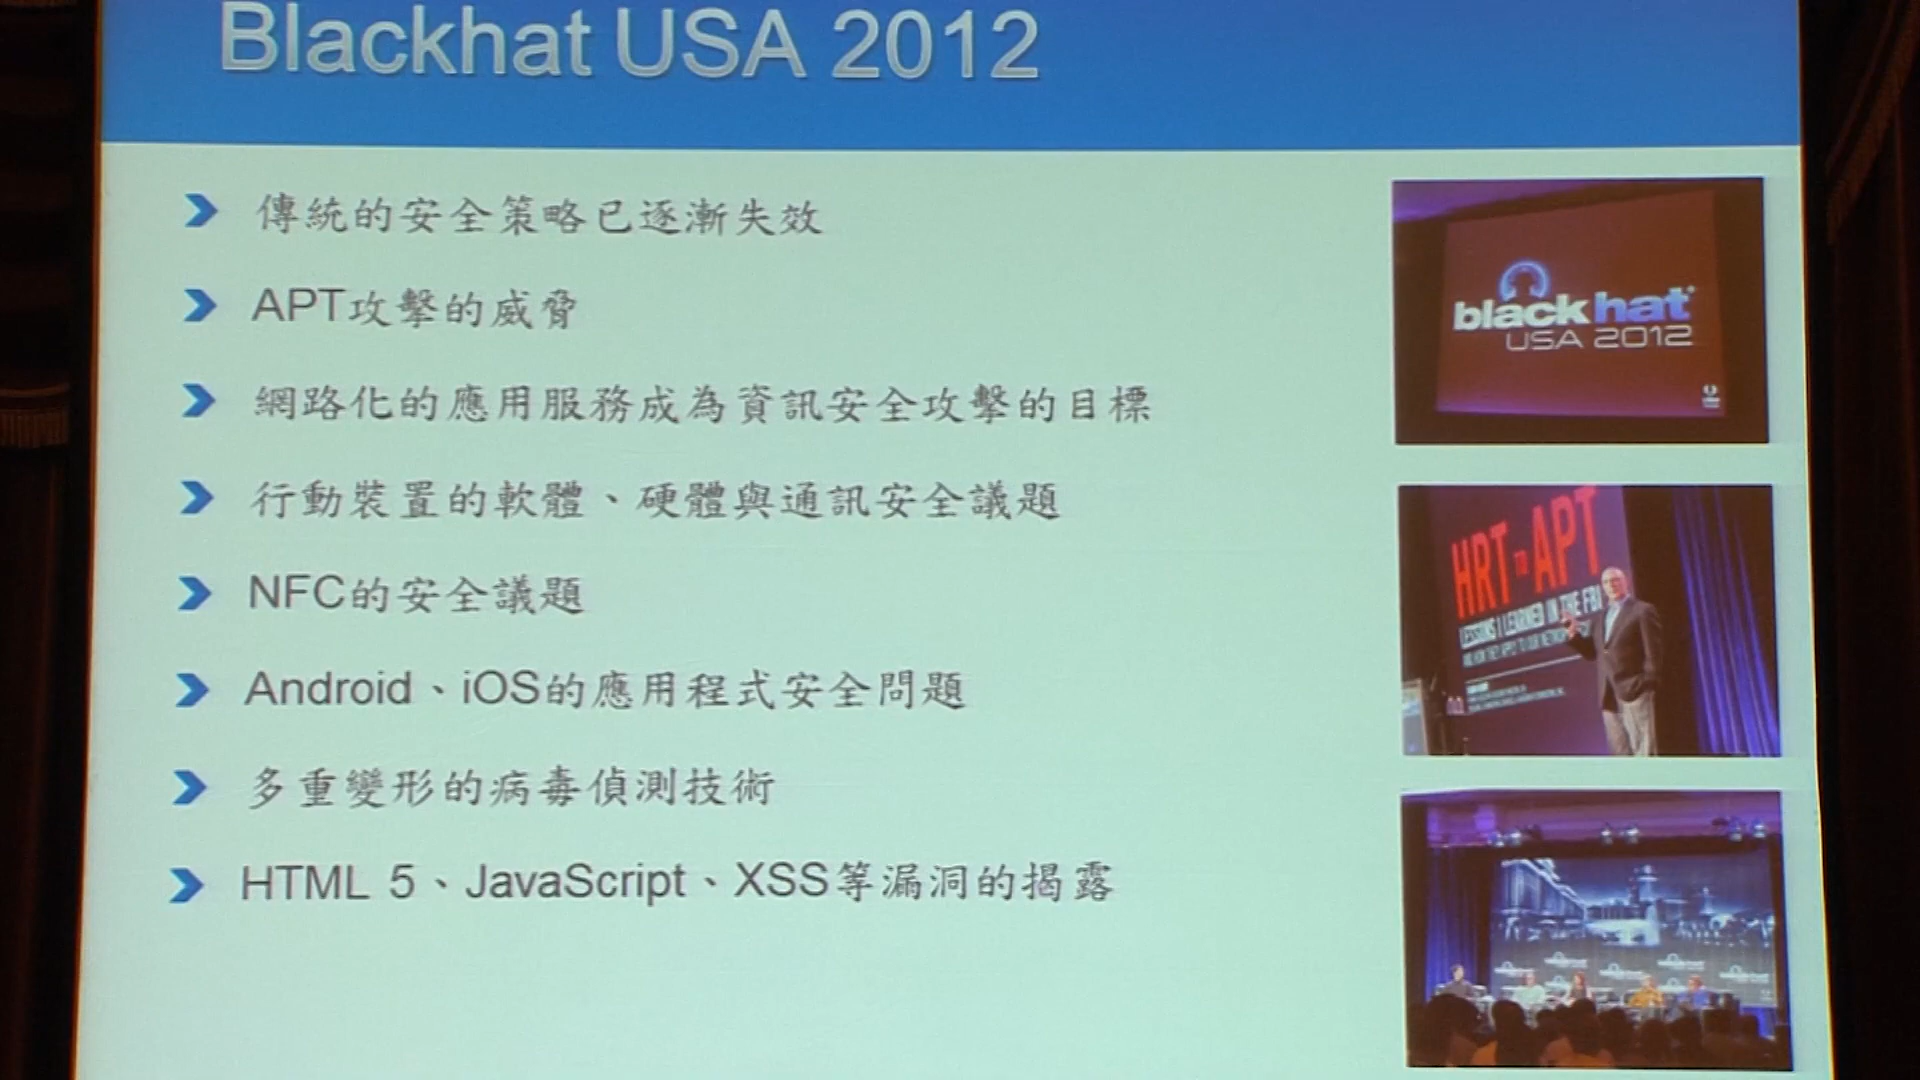 Blackhat USA 2012
傳統的安全策略已逐漸失效
APT攻擊的威脅
網路化的應用服務成為資訊安全攻擊的目標
行動裝置的軟體、硬體與通訊安全議題
NFC的安全議題
Android、iOS的應用程式安全問題
多重變形的病毒偵測技術
HTML 5、JavaScript、XSS等漏洞的揭露
black hat
USA 2012
HRT TO APT
LESSONS I LEARNED IN THE FBI